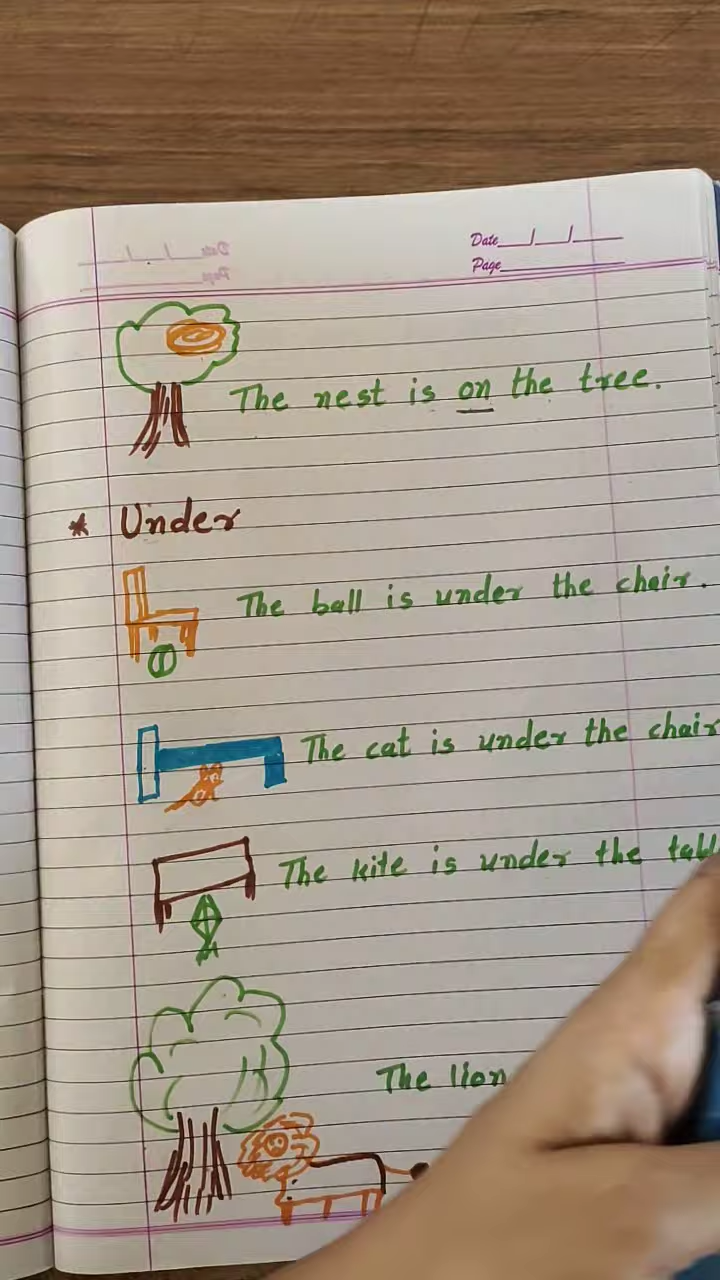 Date
Page
The nest is on the tree.
* Under
The ball is under the chair.
The cat is under the chair
The kite is under the
The lion